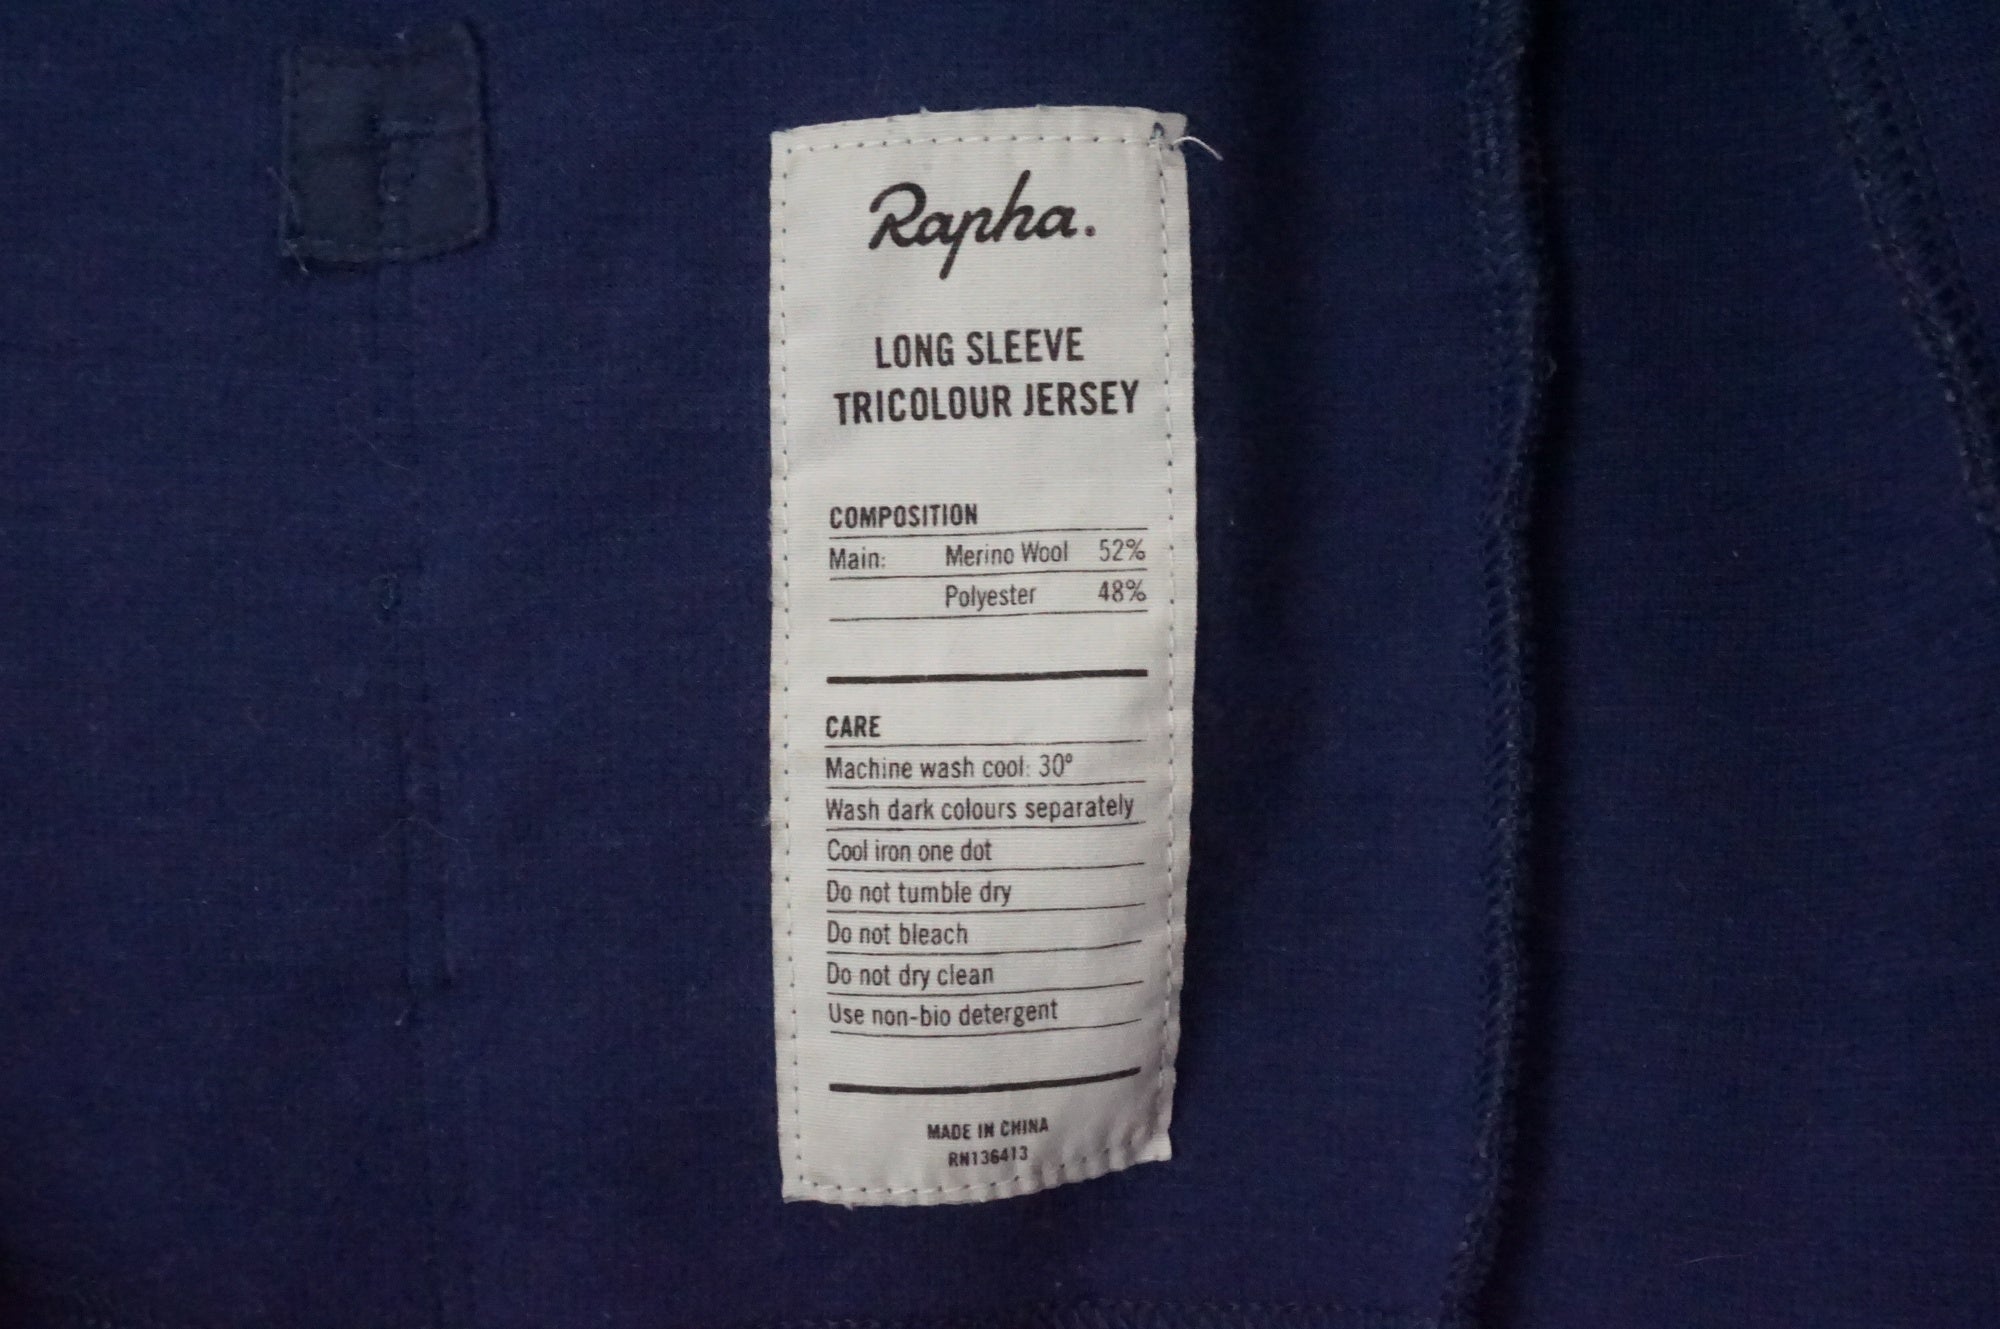 Rapha.
LONG SLEEVE
TRICOLOUR JERSEY
COMPOSITION
Main: Merino Wool 52%
Polyester 48%
CARE
Machine wash cool: 30º
Wash dark colours separately
Cool iron one dot
Do not tumble dry
Do not bleach
Do not dry clean
Use non-bio detergent
MADE IN CHINA
RN136413